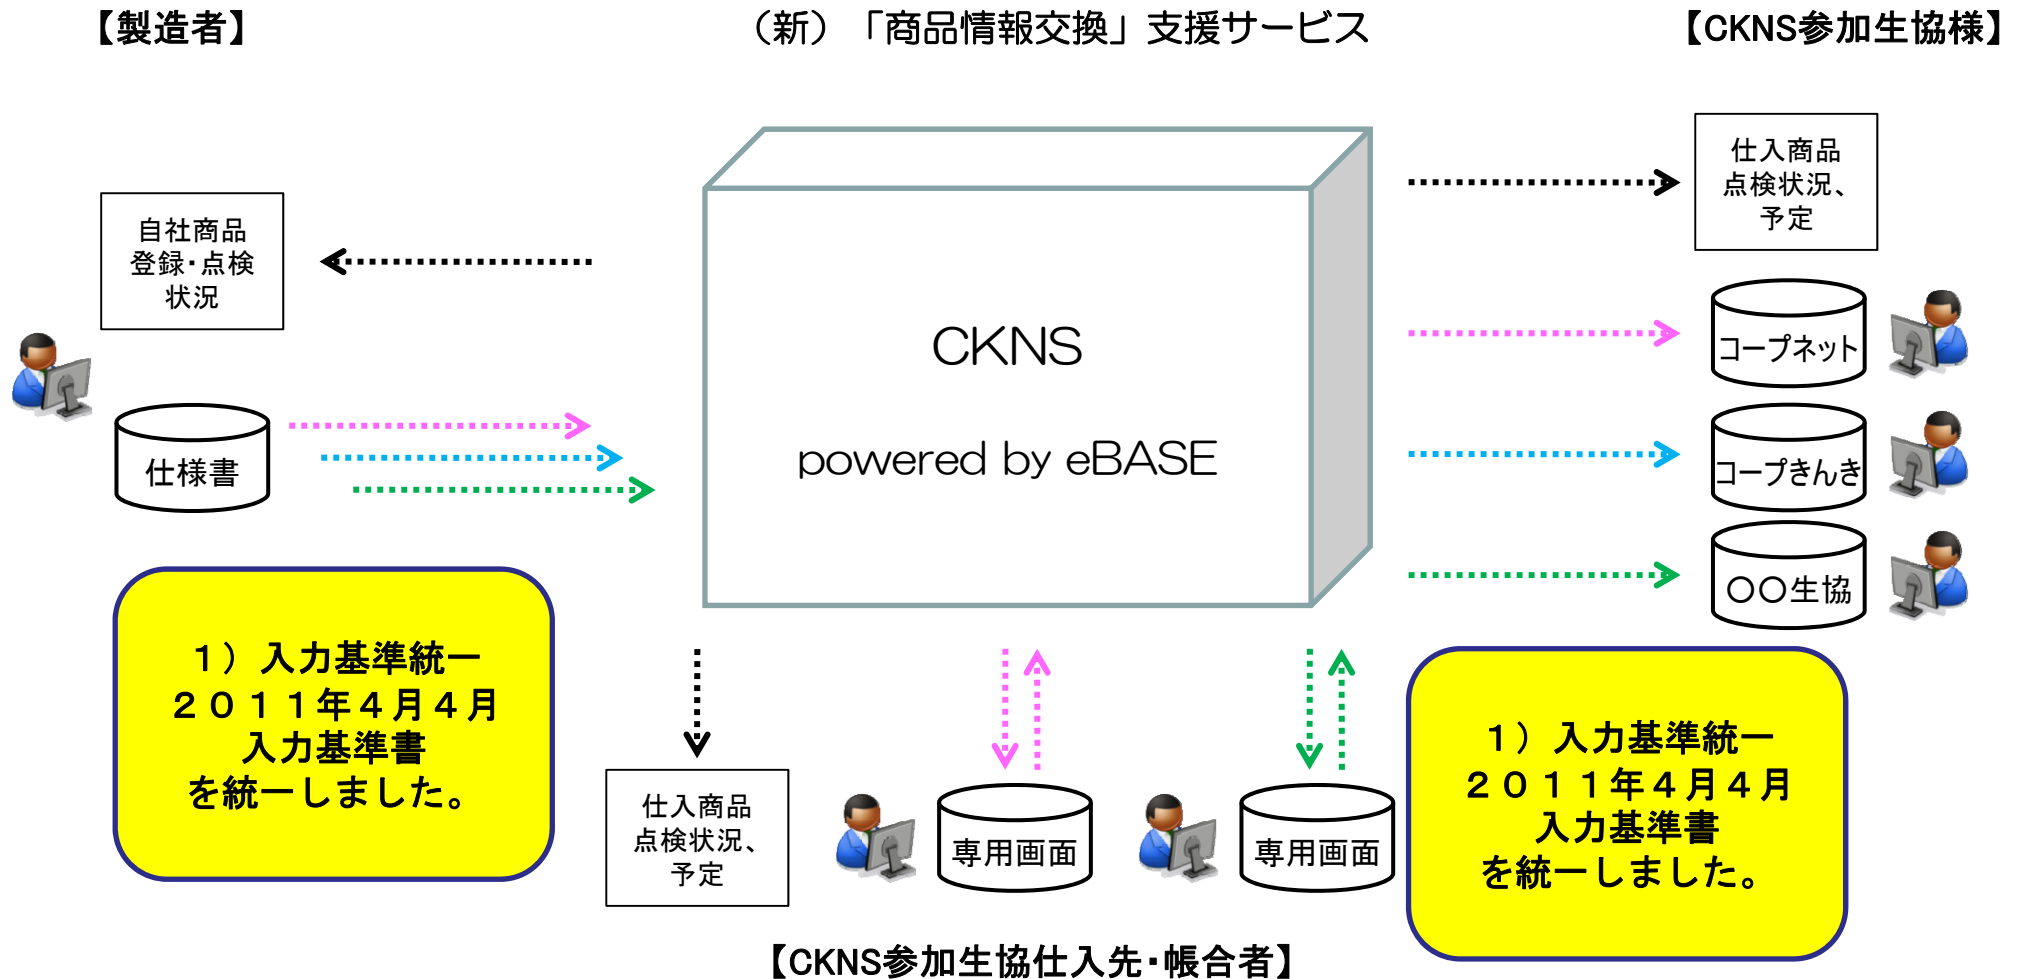 【製造者】
（新）「商品情報交換」支援サービス
【CKNS参加生協様】
自社商品
登録・点検
状況
仕様書
CKNS
powered by eBASE
仕入商品
点検状況、
予定
コープネット
コープきんき
〇〇生協
１）入力基準統一
２０１１年４月４月
入力基準書
を統一しました。
仕入商品
点検状況、
予定
専用画面
専用画面
１）入力基準統一
２０１１年４月４月
入力基準書
を統一しました。
【CKNS参加生協仕入先・帳合者】